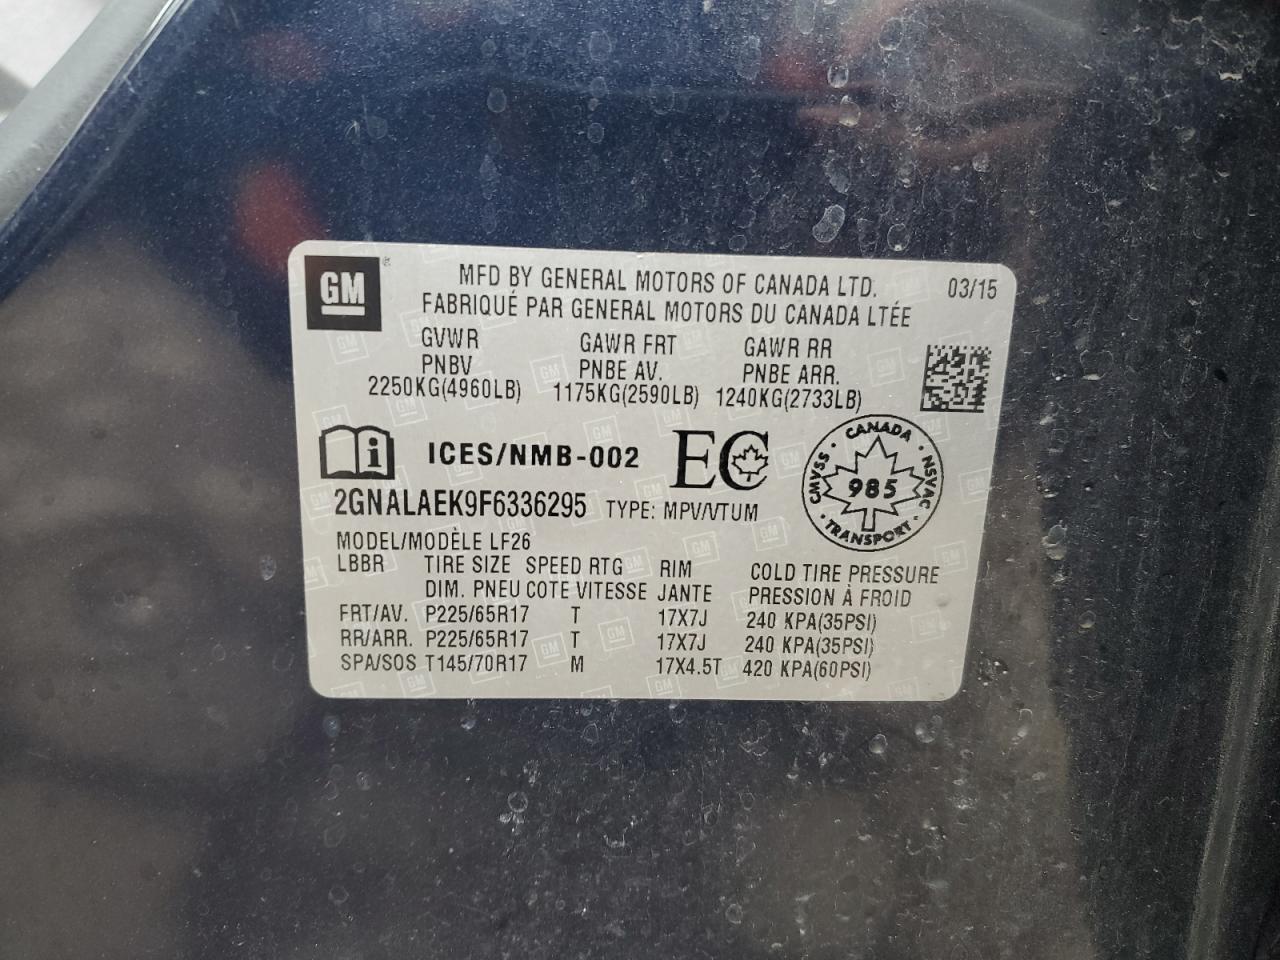 GM
MFD BY GENERAL MOTORS OF CANADA LTD. 03/15
FABRIQUÉ PAR GENERAL MOTORS DU CANADA LTÉE
GVWR GAWR FRT GAWR RR
PNBV PNBE AV. PNBE ARR.
2250KG(4960LB) 1175KG(2590LB) 1240KG(2733LB)
i ICES/NMB-002 EC
CANADA
CMVSS 985 NSVAC
TRANSPORT
2GNALAEK9F6336295 TYPE: MPV/VTUM
MODEL/MODÈLE LF26
LBBR TIRE SIZE SPEED RTG RIM COLD TIRE PRESSURE
DIM. PNEU COTE VITESSE JANTE PRESSION À FROID
FRT/AV. P225/65R17 T 17X7J 240 KPA(35PSI)
RR/ARR. P225/65R17 T 17X7J 240 KPA(35PSI)
SPA/SOS T145/70R17 M 17X4.5T 420 KPA(60PSI)